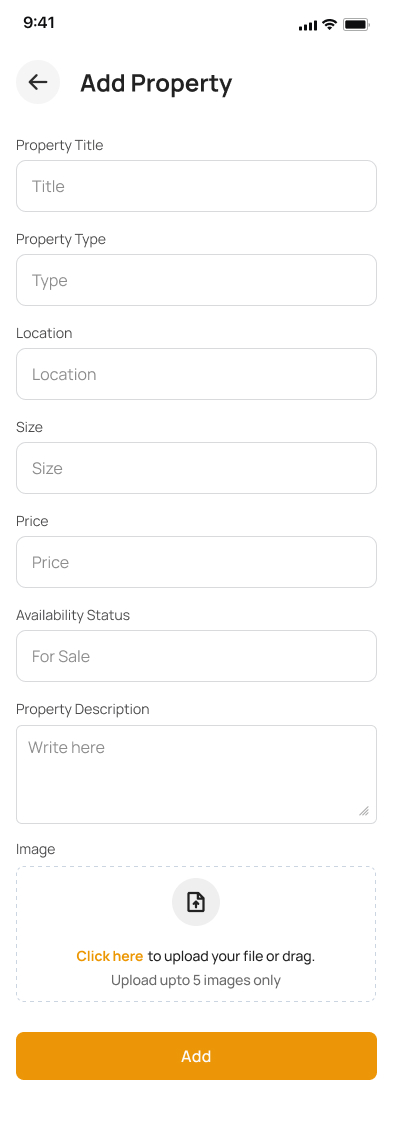 9:41
Add Property
Property Title
Title
Property Type
Type
Location
Location
Size
Size
Price
Price
Availability Status
For Sale
Property Description
Write here
Image
Click here to upload your file or drag.
Upload upto 5 images only
Add